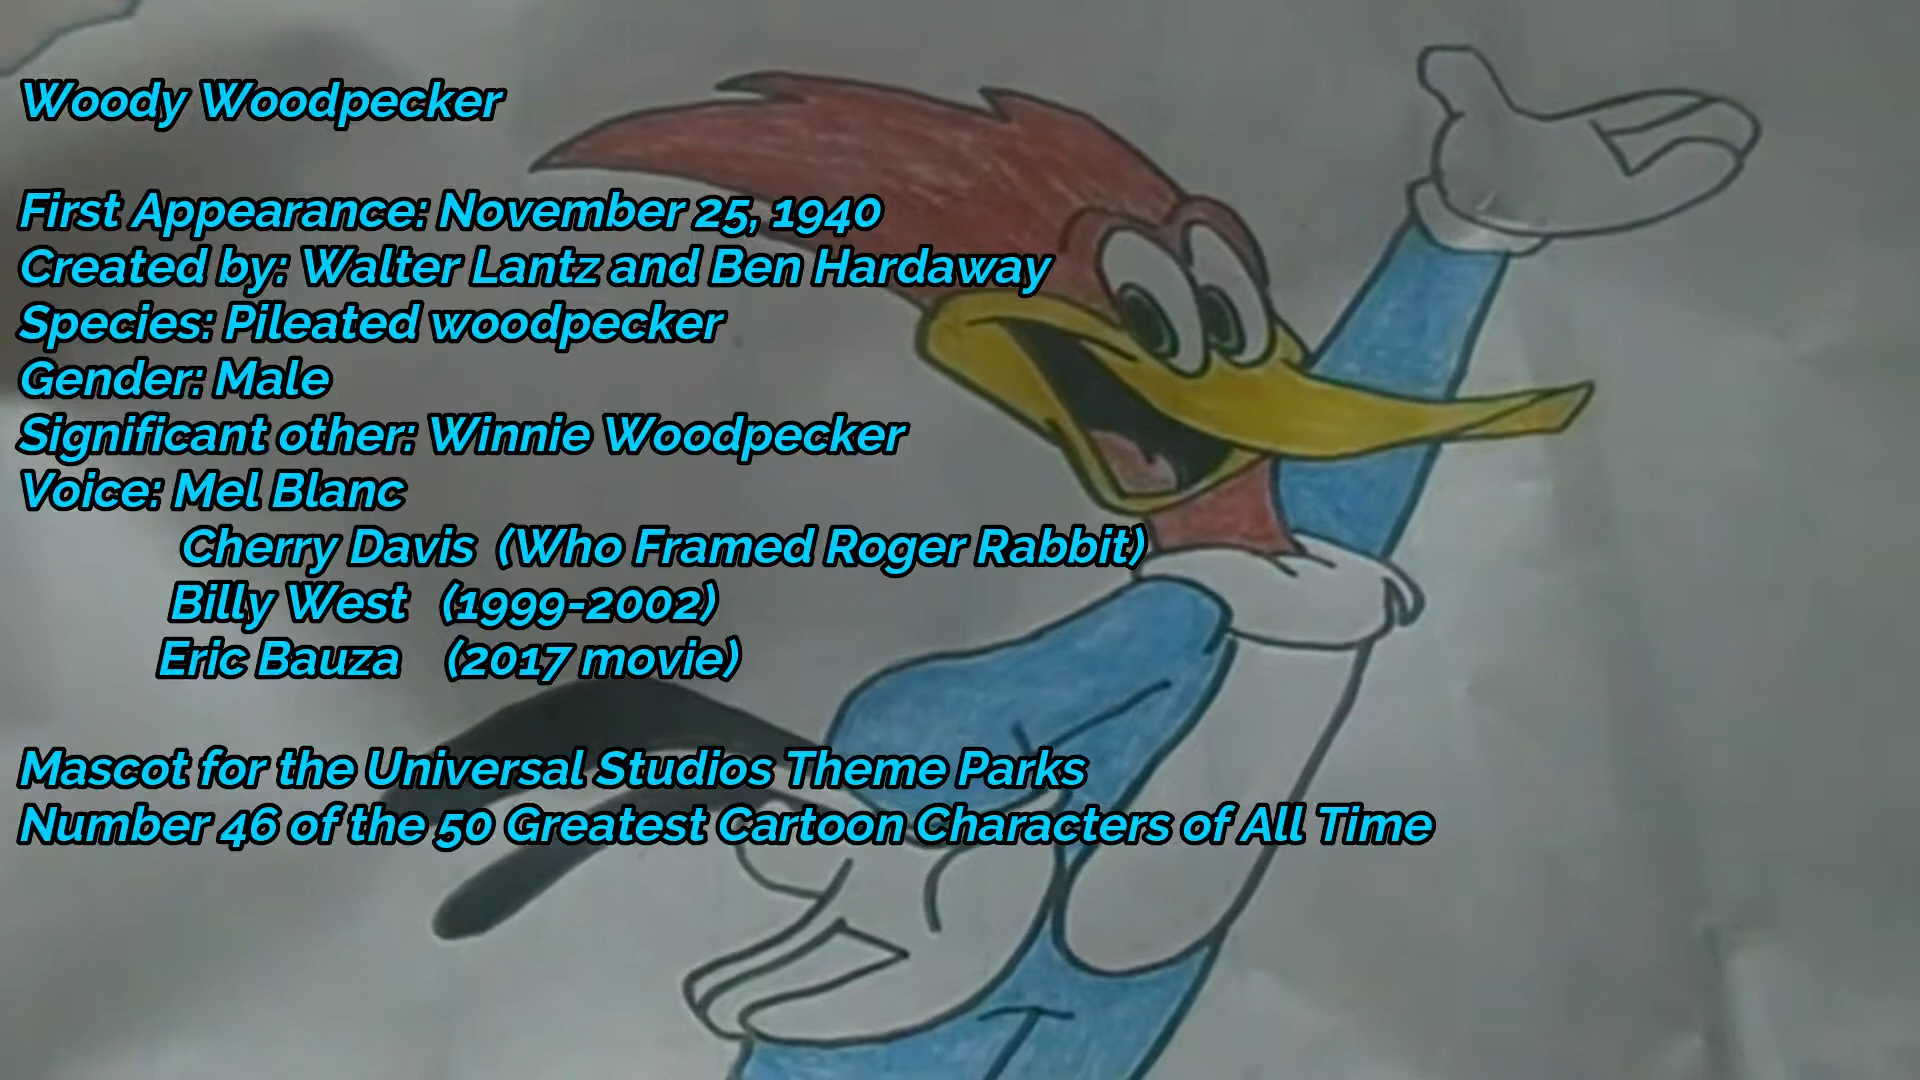 Woody Woodpecker
First Appearance: November 25, 1940
Created by: Walter Lantz and Ben Hardaway
Species: Pileated woodpecker
Gender: Male
Significant other: Winnie Woodpecker
Voice: Mel Blanc
Cherry Davis (Who Framed Roger Rabbit)
Billy West (1999-2002)
Eric Bauza (2017 movie)
Mascot for the Universal Studios Theme Parks
Number 46 of the 50 Greatest Cartoon Characters of All Time